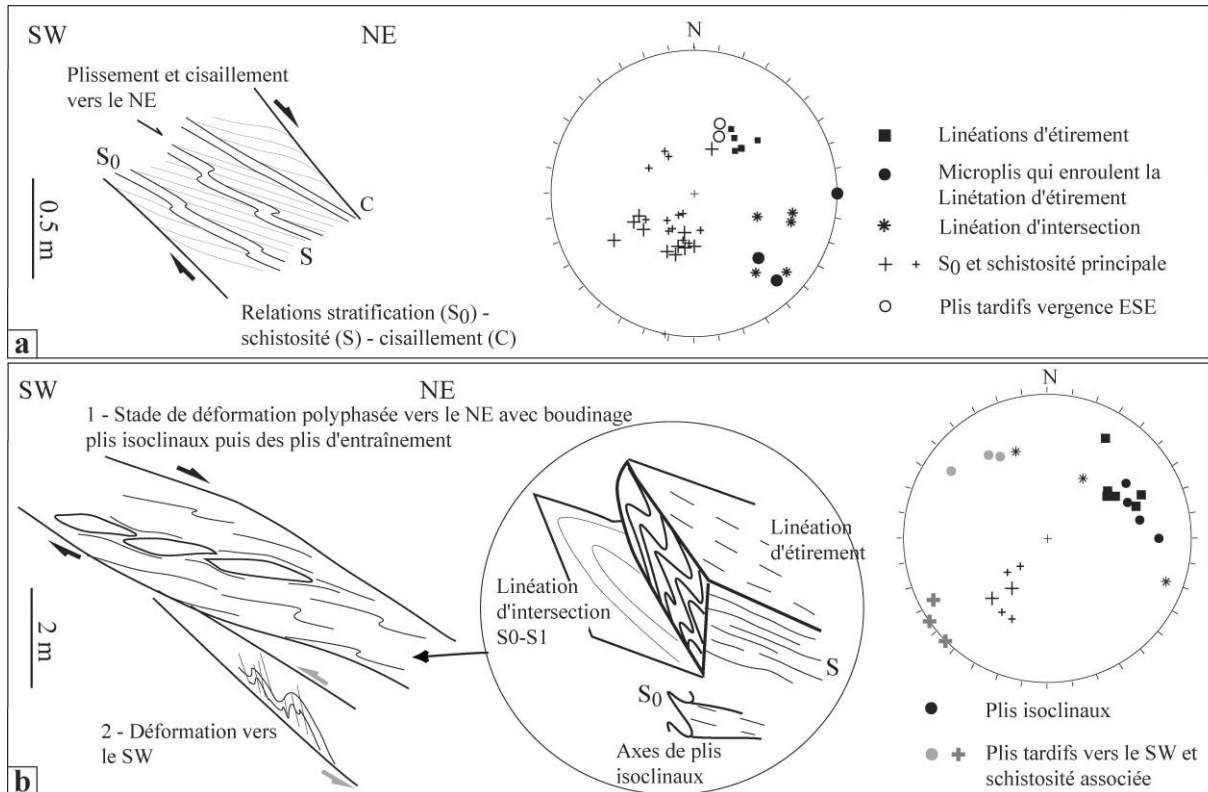 SW
NE
Plissement et cisaillement
vers le NE
S0
C
S
0.5 m
Relations stratification (S0) -
schistosité (S) - cisaillement (C)
a
N
Linéations d'étirement
Microplis qui enroulent la
Linétation d'étirement
Linéation d'intersection
S0 et schistosité principale
Plis tardifs vergence ESE
SW
NE
1 - Stade de déformation polyphasée vers le NE avec boudinage
plis isoclinaux puis des plis d'entraînement
2 m
2 - Déformation vers
le SW
b
Linéation
d'étirement
Linéation
d'intersection
S0-S1
S
S0
Axes de plis
isoclinaux
N
Plis isoclinaux
Plis tardifs vers le SW et
schistosité associée